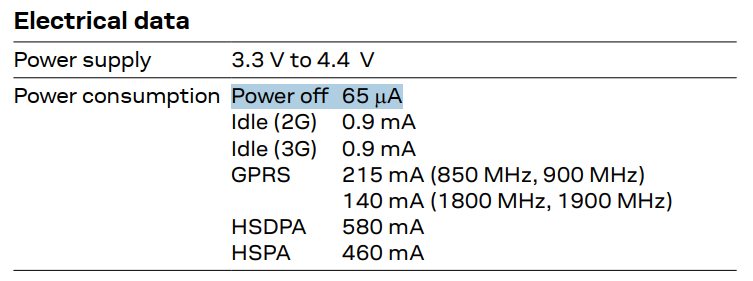 Electrical data
Power supply 3.3 V to 4.4 V
Power consumption Power off 65 µA
Idle (2G) 0.9 mA
Idle (3G) 0.9 mA
GPRS 215 mA (850 MHz, 900 MHz)
140 mA (1800 MHz, 1900 MHz)
HSDPA 580 mA
HSPA 460 mA